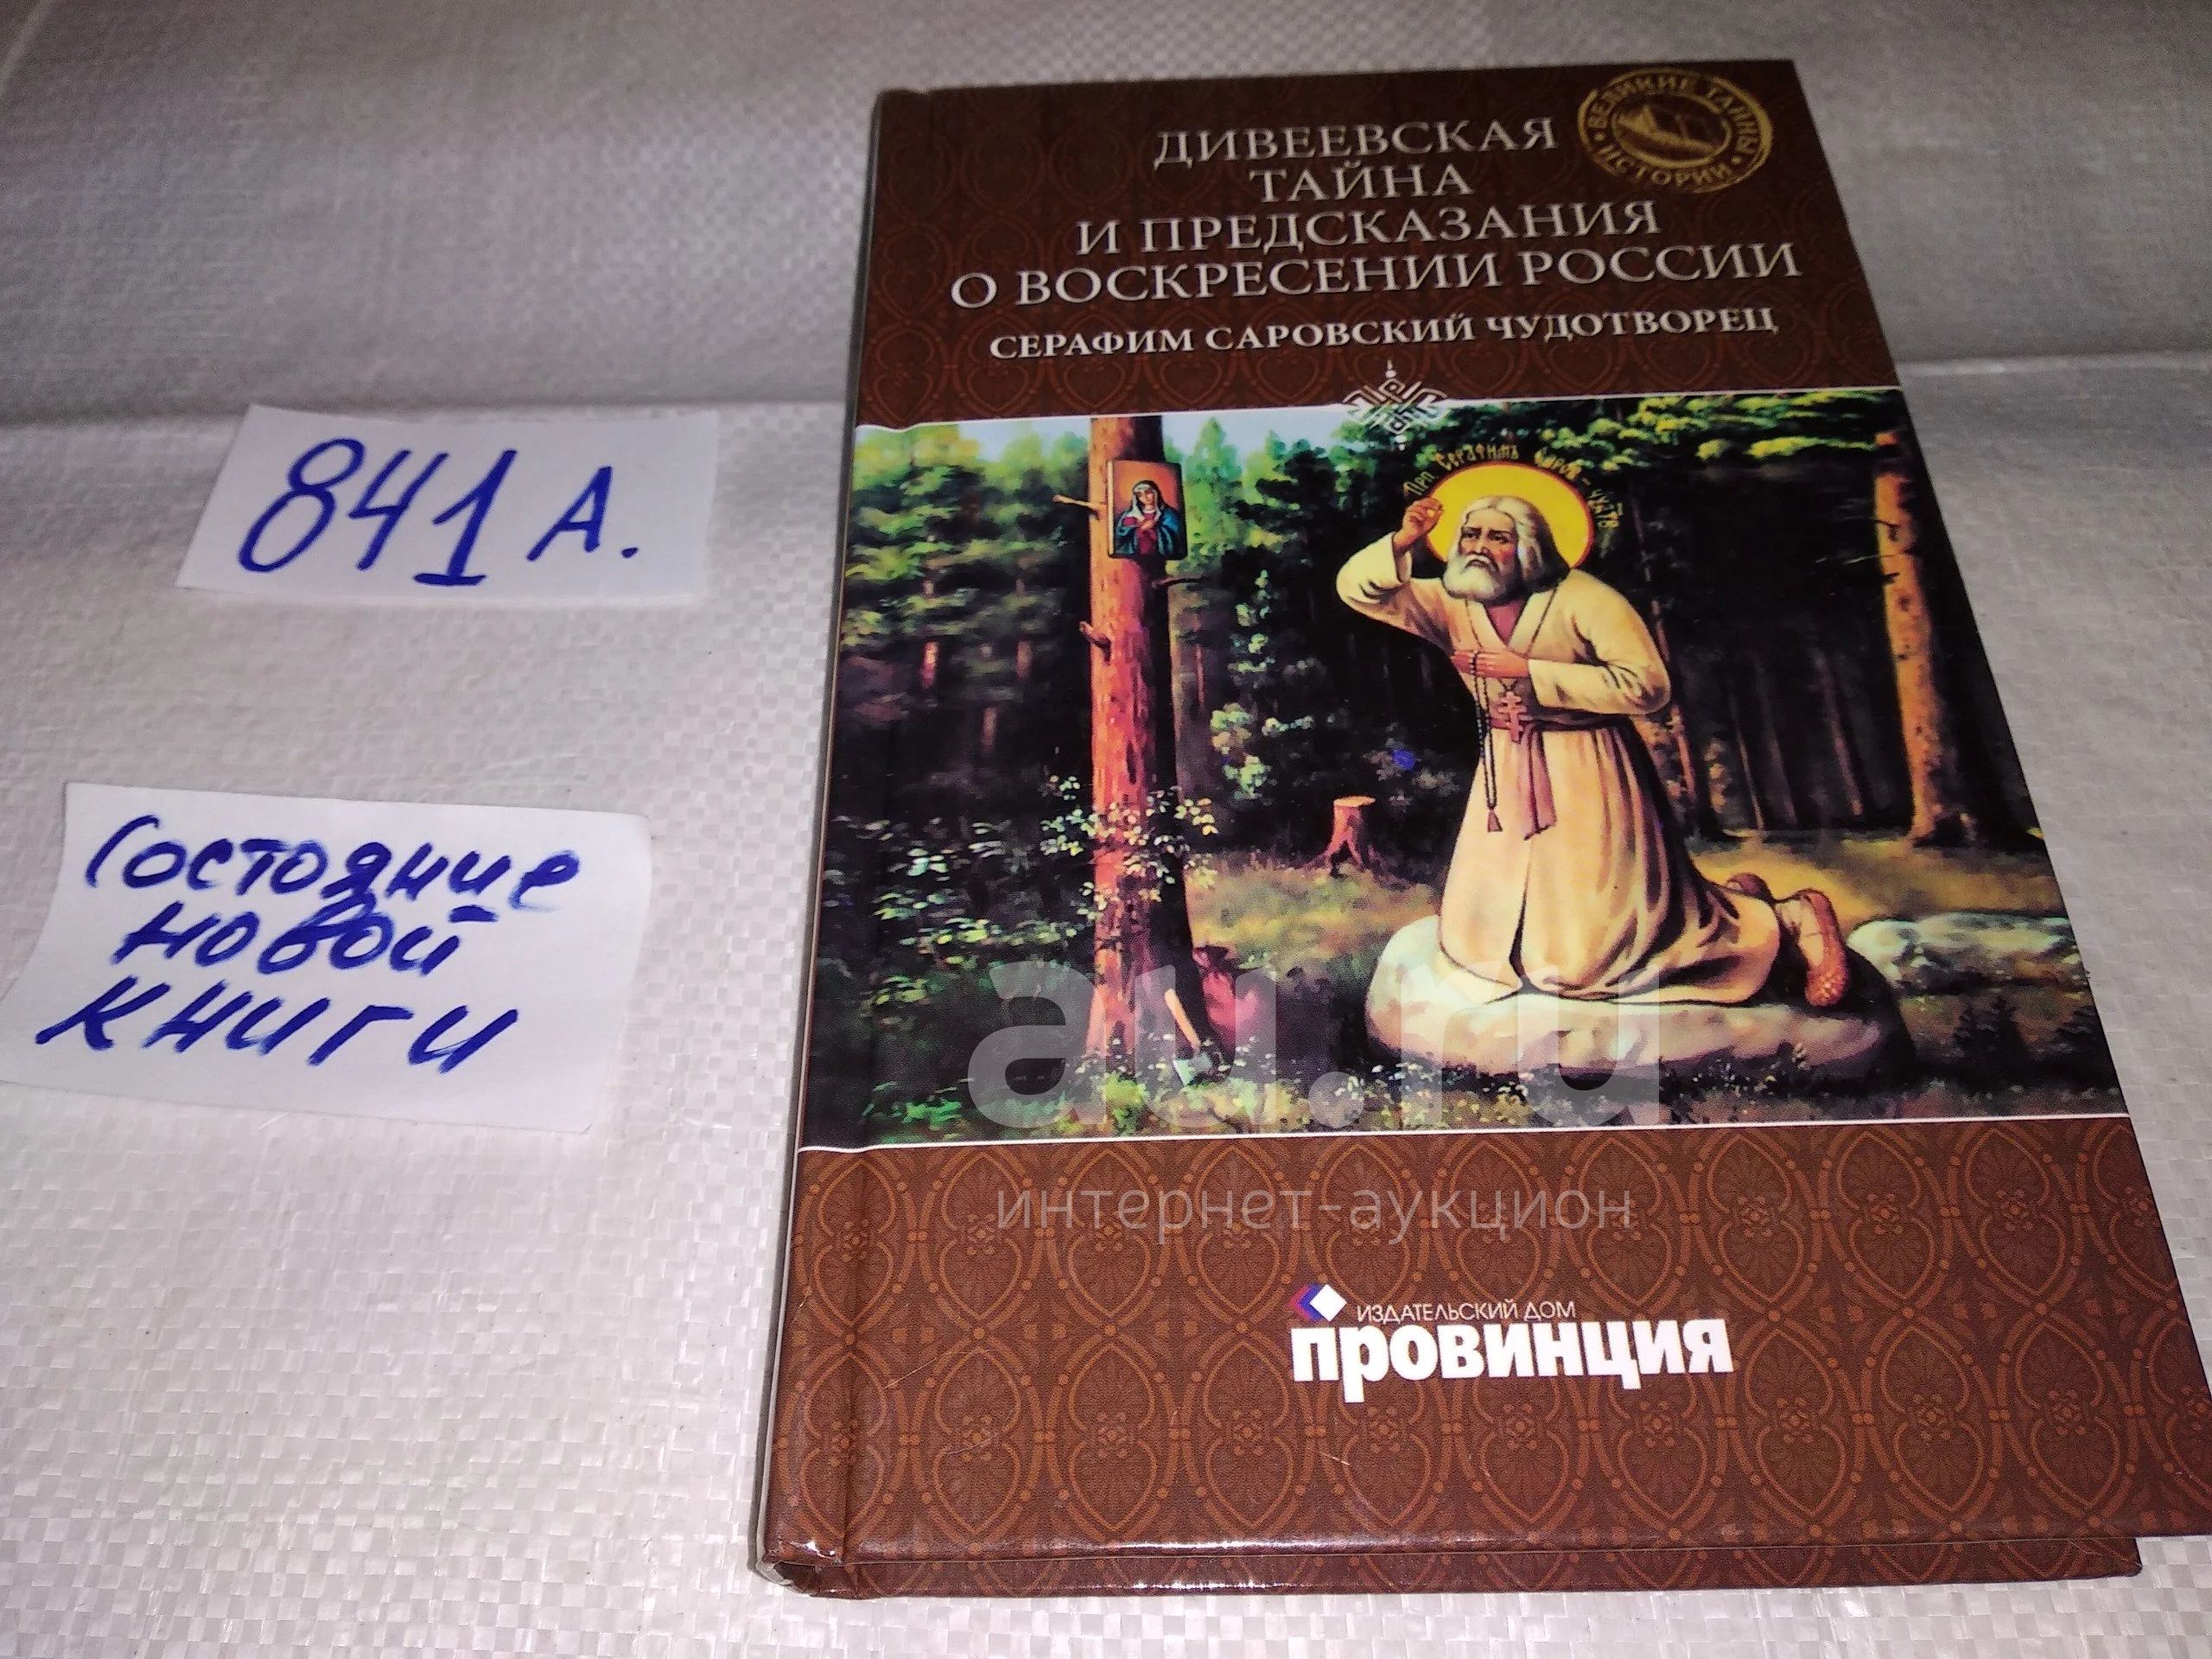 ВЕЛИКИЕ ТАЙНЫ
ИСТОРИИ
ДИВЕЕВСКАЯ
ТАЙНА
И ПРЕДСКАЗАНИЯ
О ВОСКРЕСЕНИИ РОССИИ
СЕРАФИМ САРОВСКИЙ ЧУДОТВОРЕЦ
841 А.
Состояние
новой
книги
au.ru
интернет-аукцион
ИЗДАТЕЛЬСКИЙ ДОМ
ПРОВИНЦИЯ